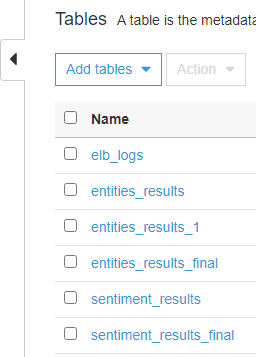 Tables A table is the metadata
Add tables Action
Name
elb_logs
entities_results
entities_results_1
entities_results_final
sentiment_results
sentiment_results_final